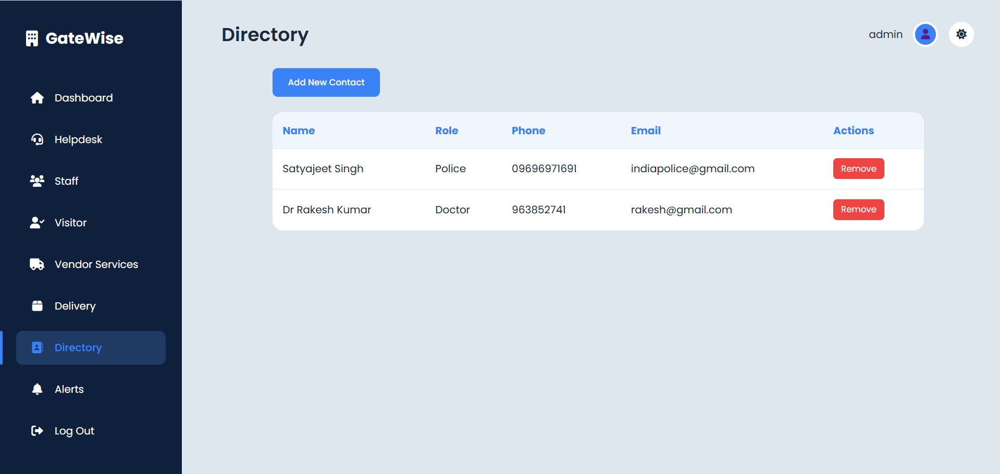 GateWise
Dashboard
Helpdesk
Staff
Visitor
Vendor Services
Delivery
Directory
Alerts
Log Out
Directory
admin
Add New Contact
Name Role Phone Email Actions
Satyajeet Singh Police 09696971691 indiapolice@gmail.com Remove
Dr Rakesh Kumar Doctor 963852741 rakesh@gmail.com Remove